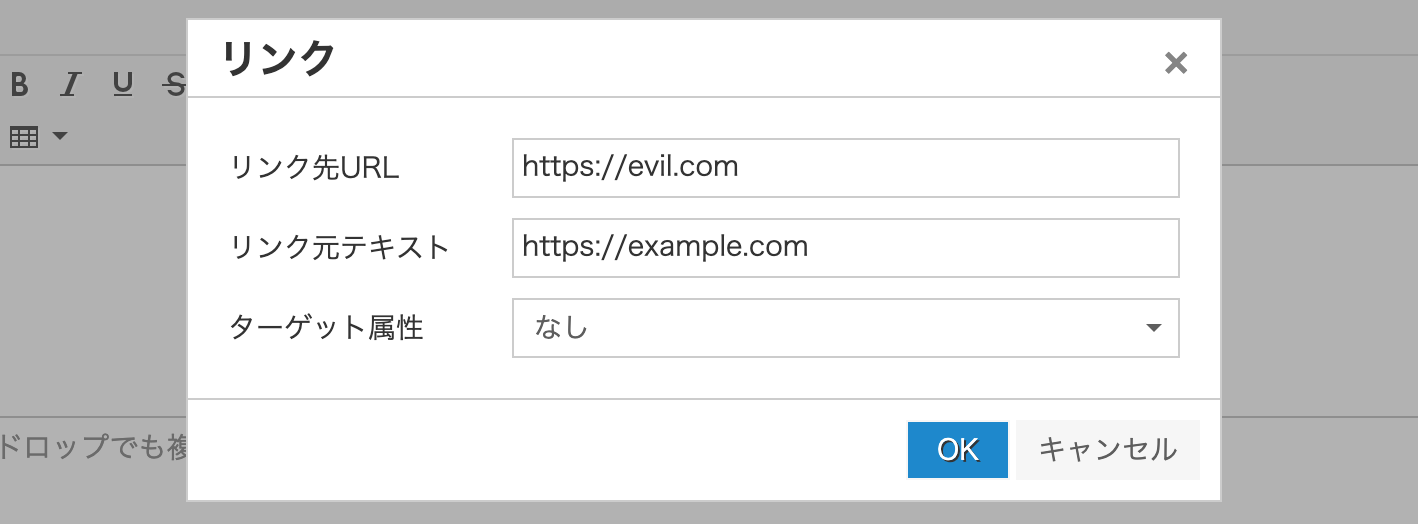 リンク
×
B I U S
リンク先URL
https://evil.com
リンク元テキスト
https://example.com
ターゲット属性
なし
ドロップでも複
OK
キャンセル